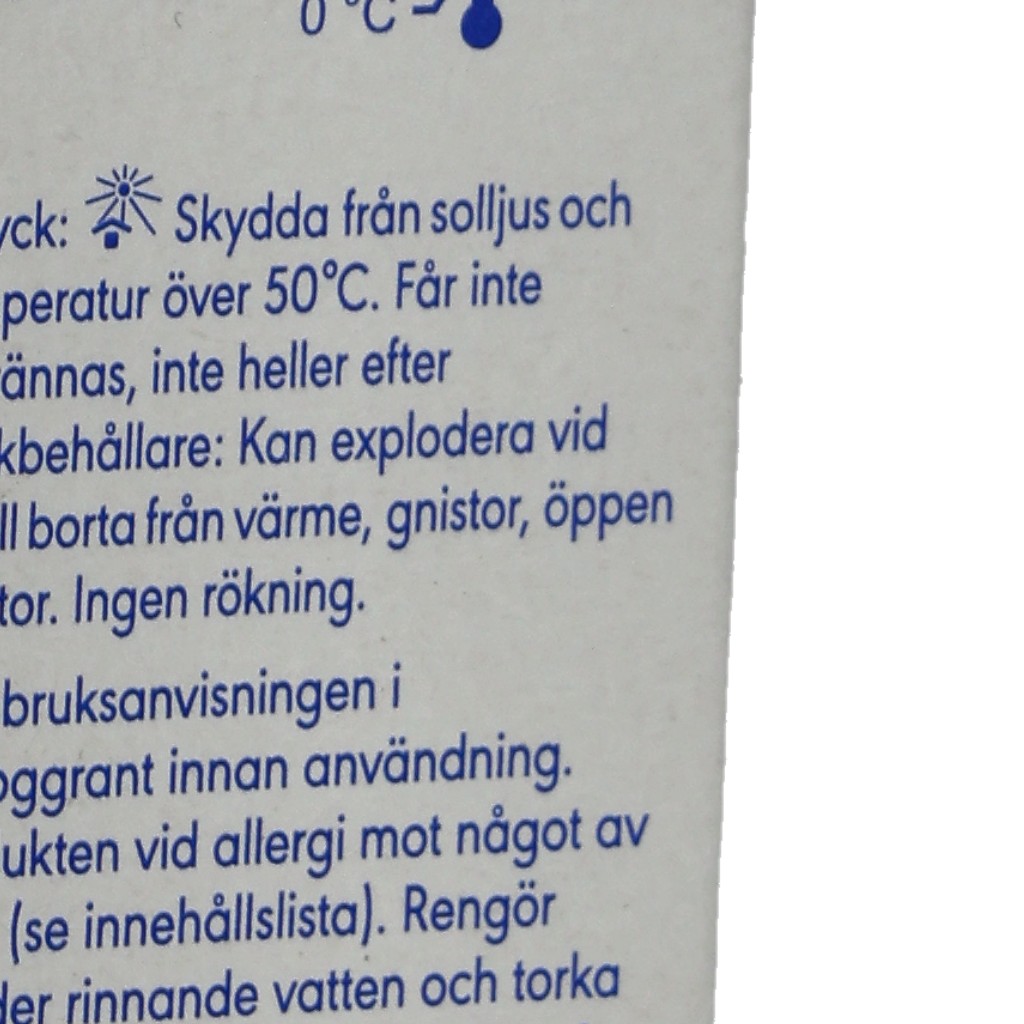 0 °C
yck: Skydda från solljus och
peratur över 50°C. Får inte
ännas, inte heller efter
kbehållare: Kan explodera vid
ll borta från värme, gnistor, öppen
tor. Ingen rökning.
bruksanvisningen i
oggrant innan användning.
ukten vid allergi mot något av
(se innehållslista). Rengör
der rinnande vatten och torka